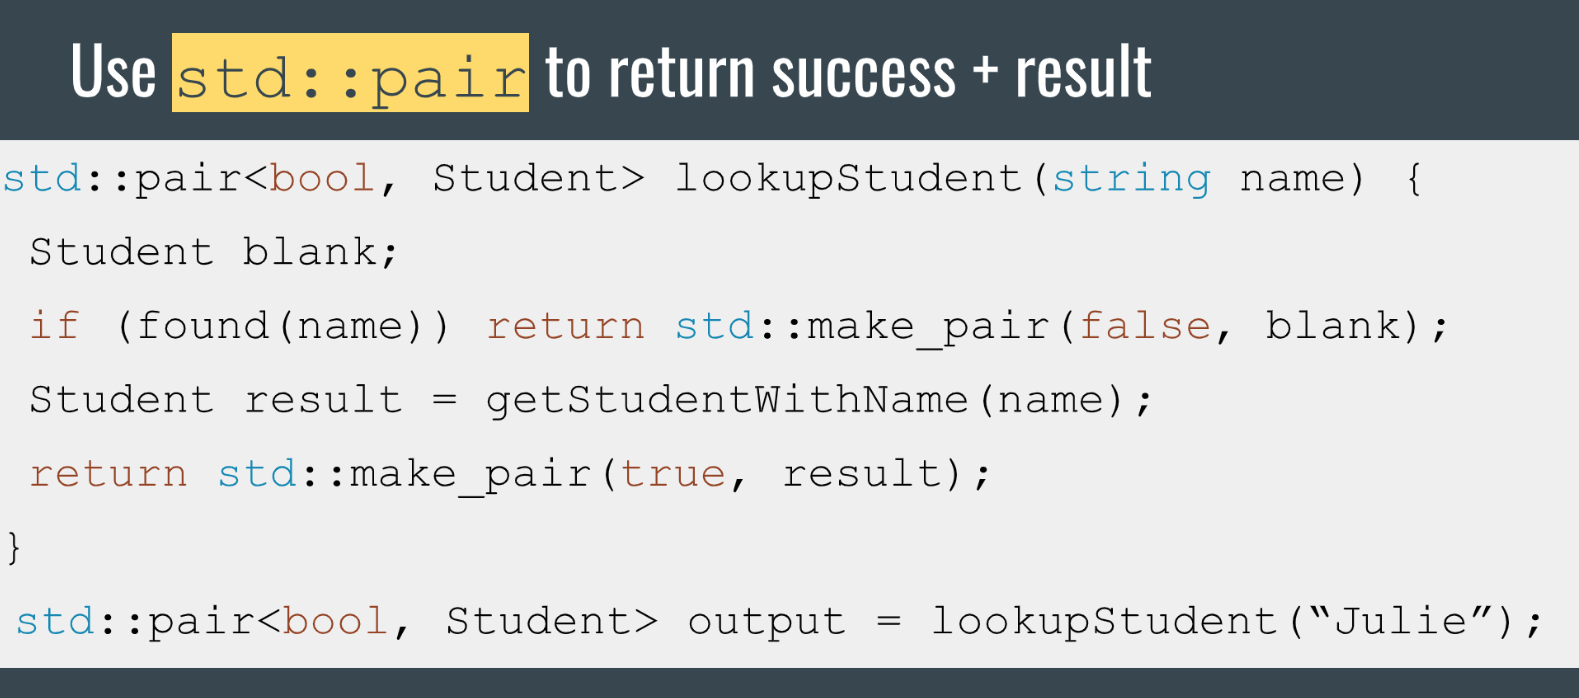 Use std::pair to return success + result
std::pair<bool, Student> lookupStudent(string name) {
Student blank;
if (found(name)) return std::make_pair(false, blank);
Student result = getStudentWithName(name);
return std::make_pair(true, result);
}
std::pair<bool, Student> output = lookupStudent(“Julie”);